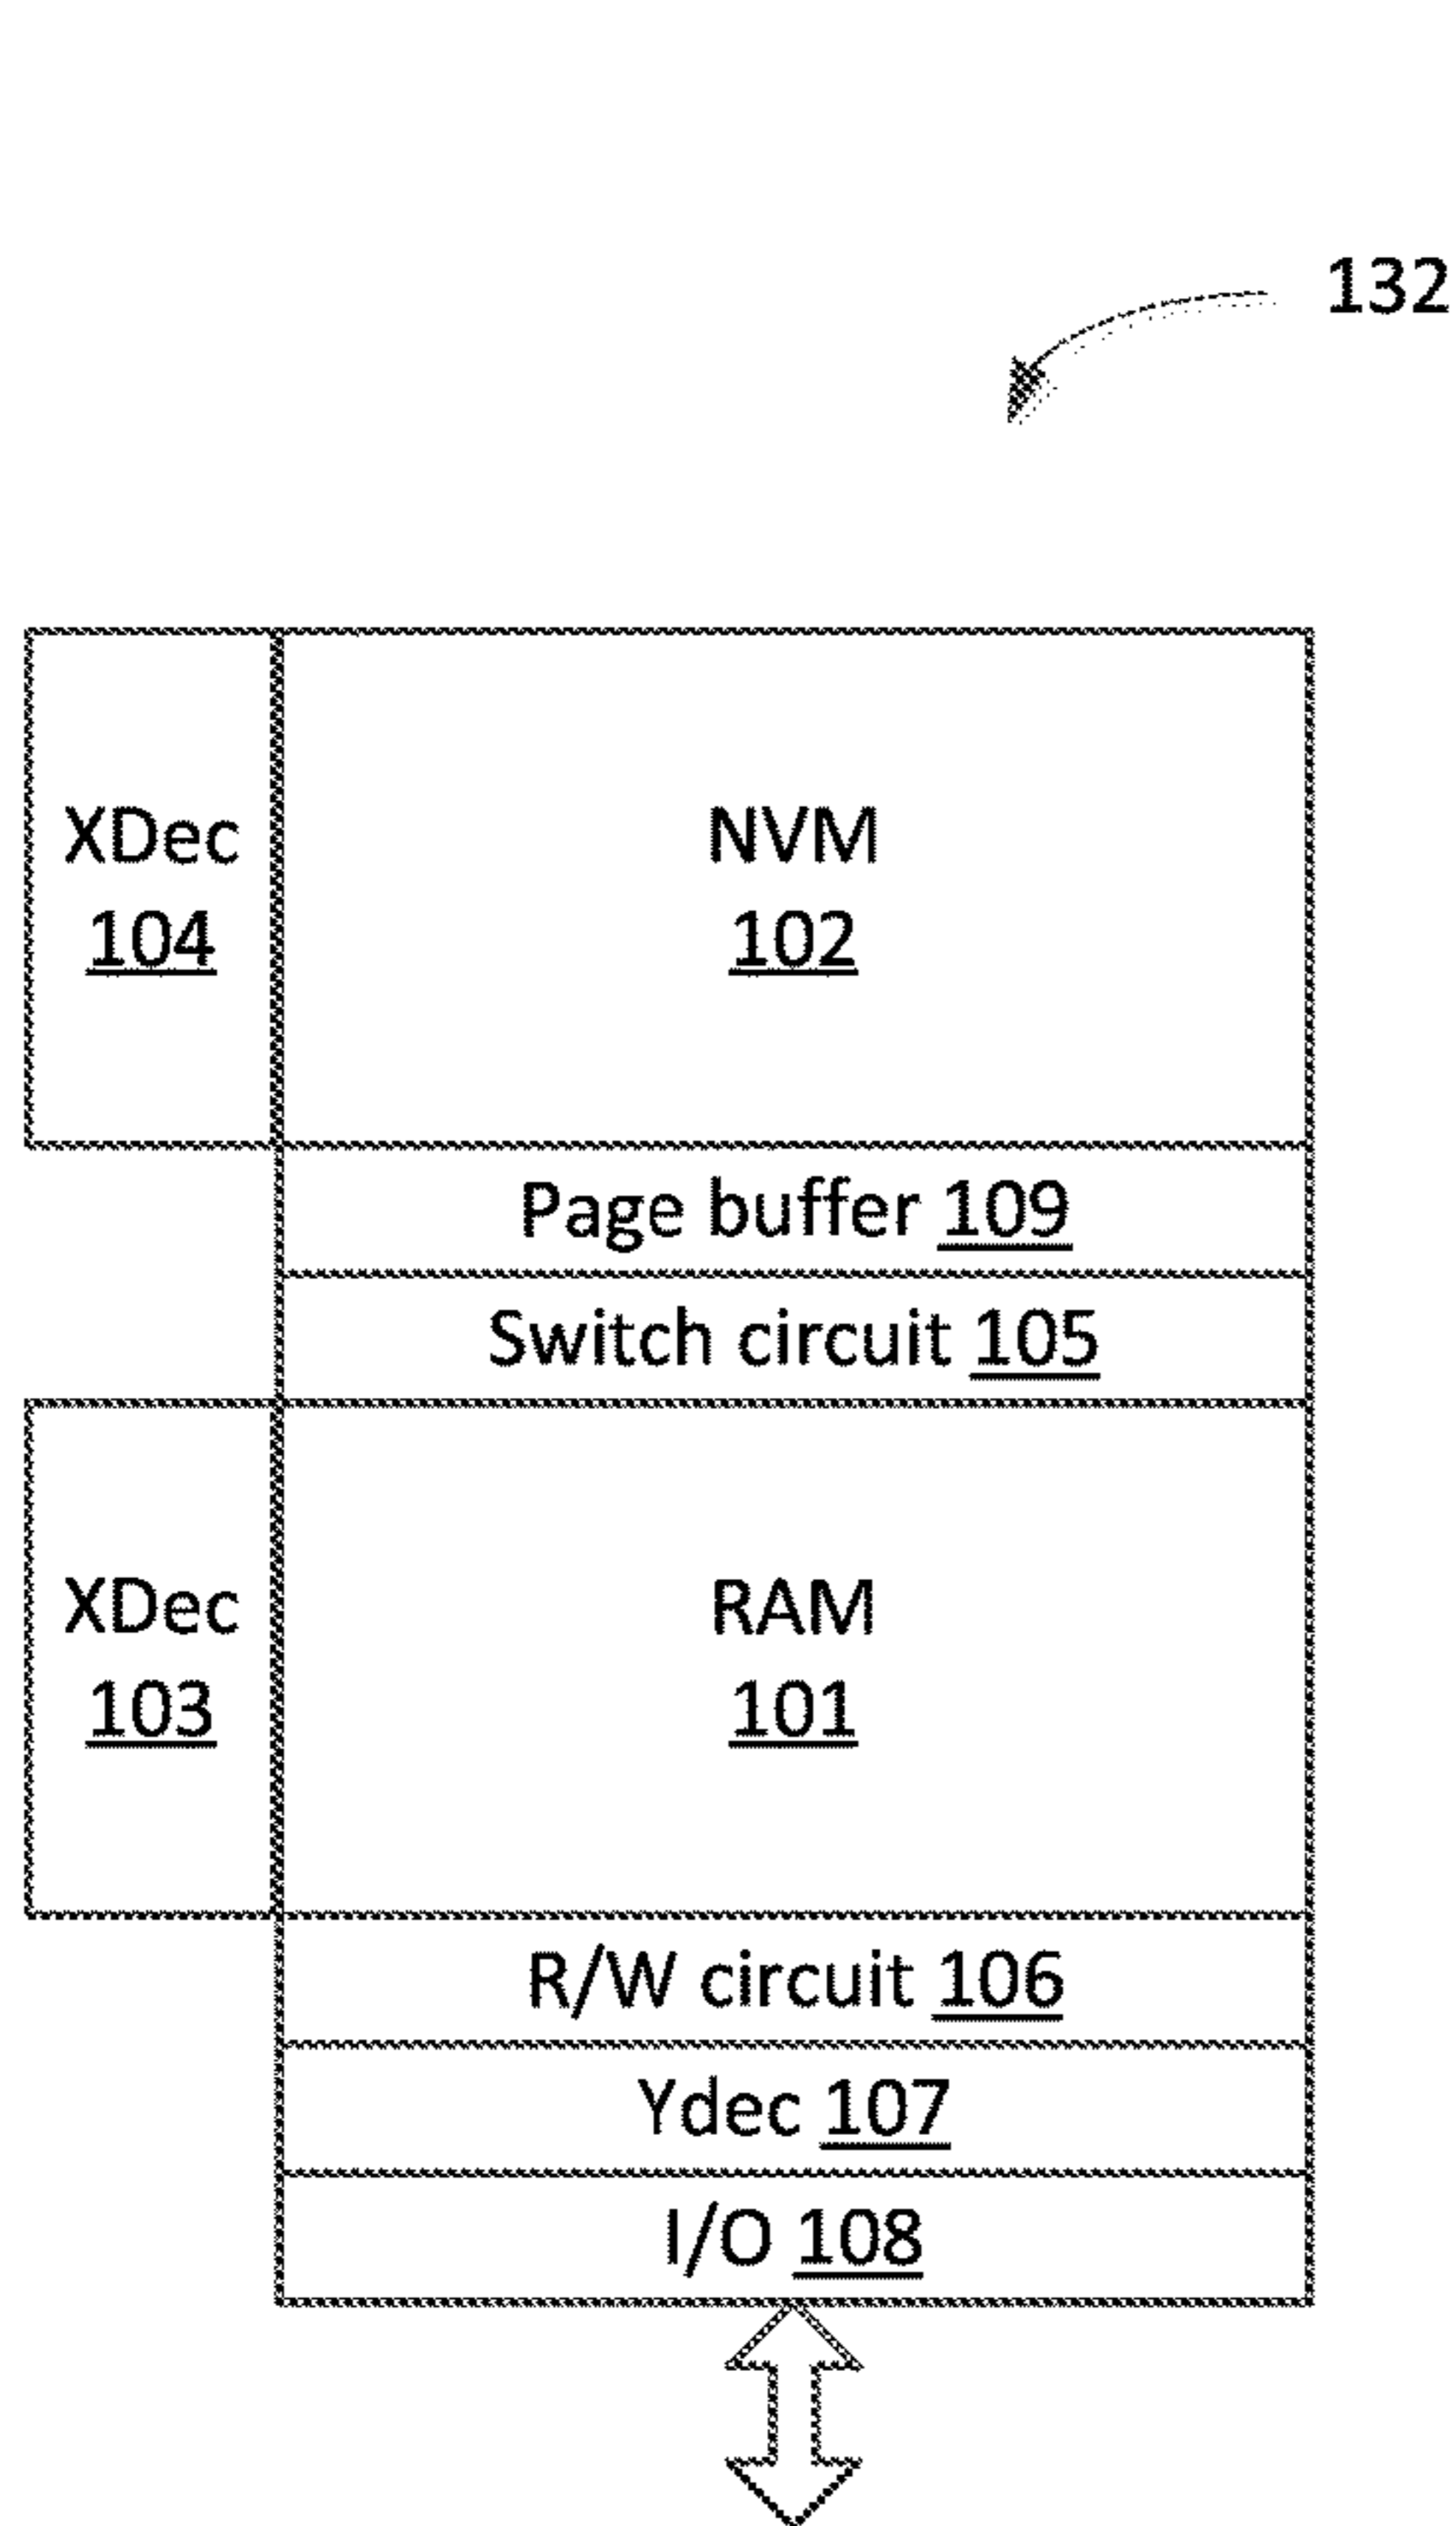 132
XDec
104
NVM
102
Page buffer 109
Switch circuit 105
XDec
103
RAM
101
R/W circuit 106
Ydec 107
I/O 108